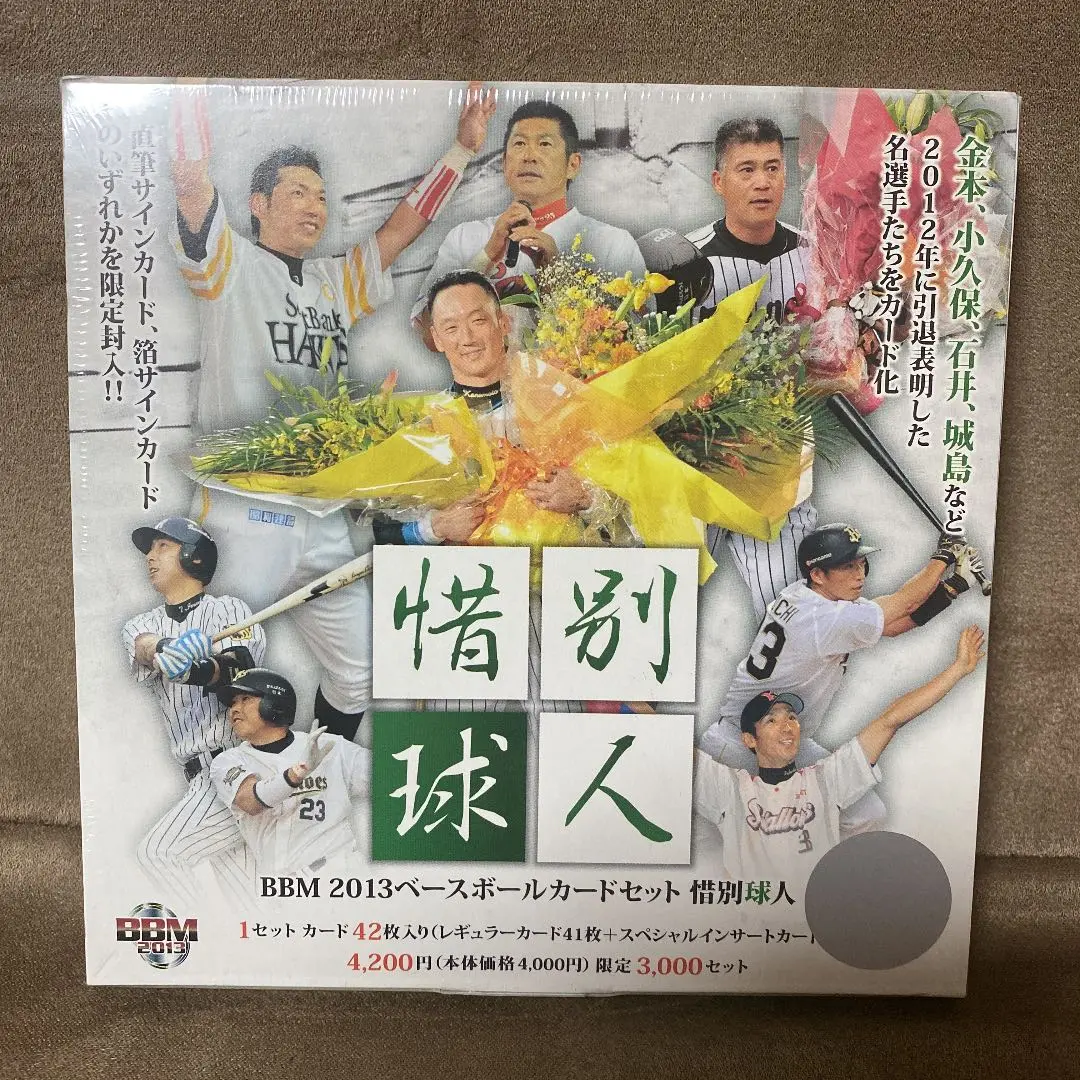 金本、小久保、石井、城島など
2012年に引退表明した
名選手たちをカード化
直筆サインカード、箔サインカード
のいずれかを限定封入!!
HAWKS
CHI
3
23
Swallows
3
惜別
球人
BBM 2013ベースボールカードセット 惜別球人
1セット カード 42枚入り(レギュラーカード41枚+スペシャルインサートカー
4,200円(本体価格4,000円) 限定 3,000セット
BBM
2013